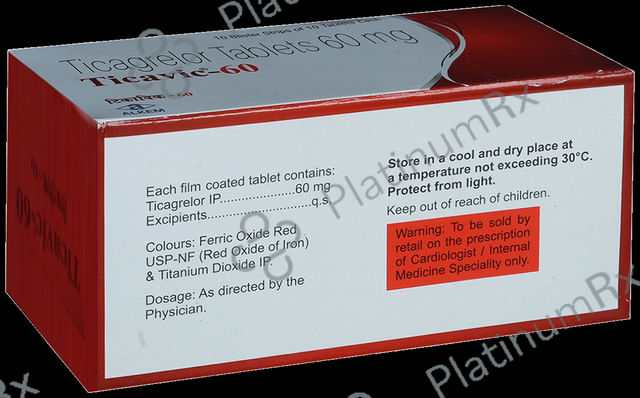 10 Blister Strips of 10 Tablets Each
Ticagrelor Tablets 60 mg
Ticavic-60
टिकाविक-60
ALKEM
Each film coated tablet contains:
Ticagrelor IP....................60 mg
Excipients............................q.s.
Colours: Ferric Oxide Red
USP-NF (Red Oxide of Iron)
& Titanium Dioxide IP.
Dosage: As directed by the
Physician.
Store in a cool and dry place at
a temperature not exceeding 30°C.
Protect from light.
Keep out of reach of children.
Warning: To be sold by
retail on the prescription
of Cardiologist / Internal
Medicine Speciality only.
Ticavic-60
PlatinumRx
PlatinumRx
PlatinumRx
PlatinumRx